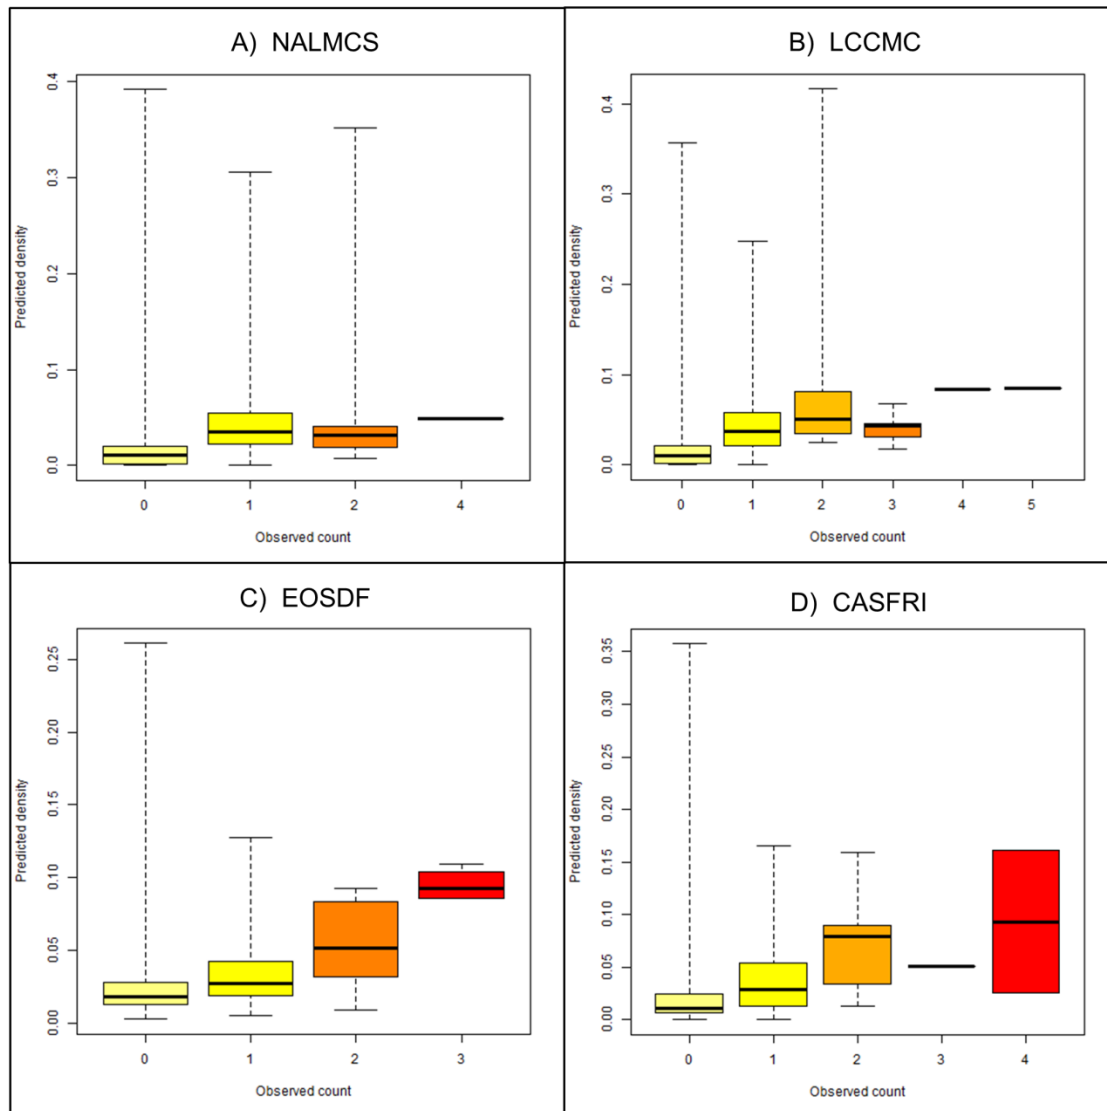 A) NALMCS
0.4
0.3
0.2
0.1
0.0
Predicted density
0 1 2 4
Observed count
B) LCCMC
0.4
0.3
0.2
0.1
0.0
Predicted density
0 1 2 3 4 5
Observed count
C) EOSDF
0.25
0.20
0.15
0.10
0.05
0.00
Predicted density
0 1 2 3
Observed count
D) CASFRI
0.35
0.30
0.25
0.20
0.15
0.10
0.05
0.00
Predicted density
0 1 2 3 4
Observed count